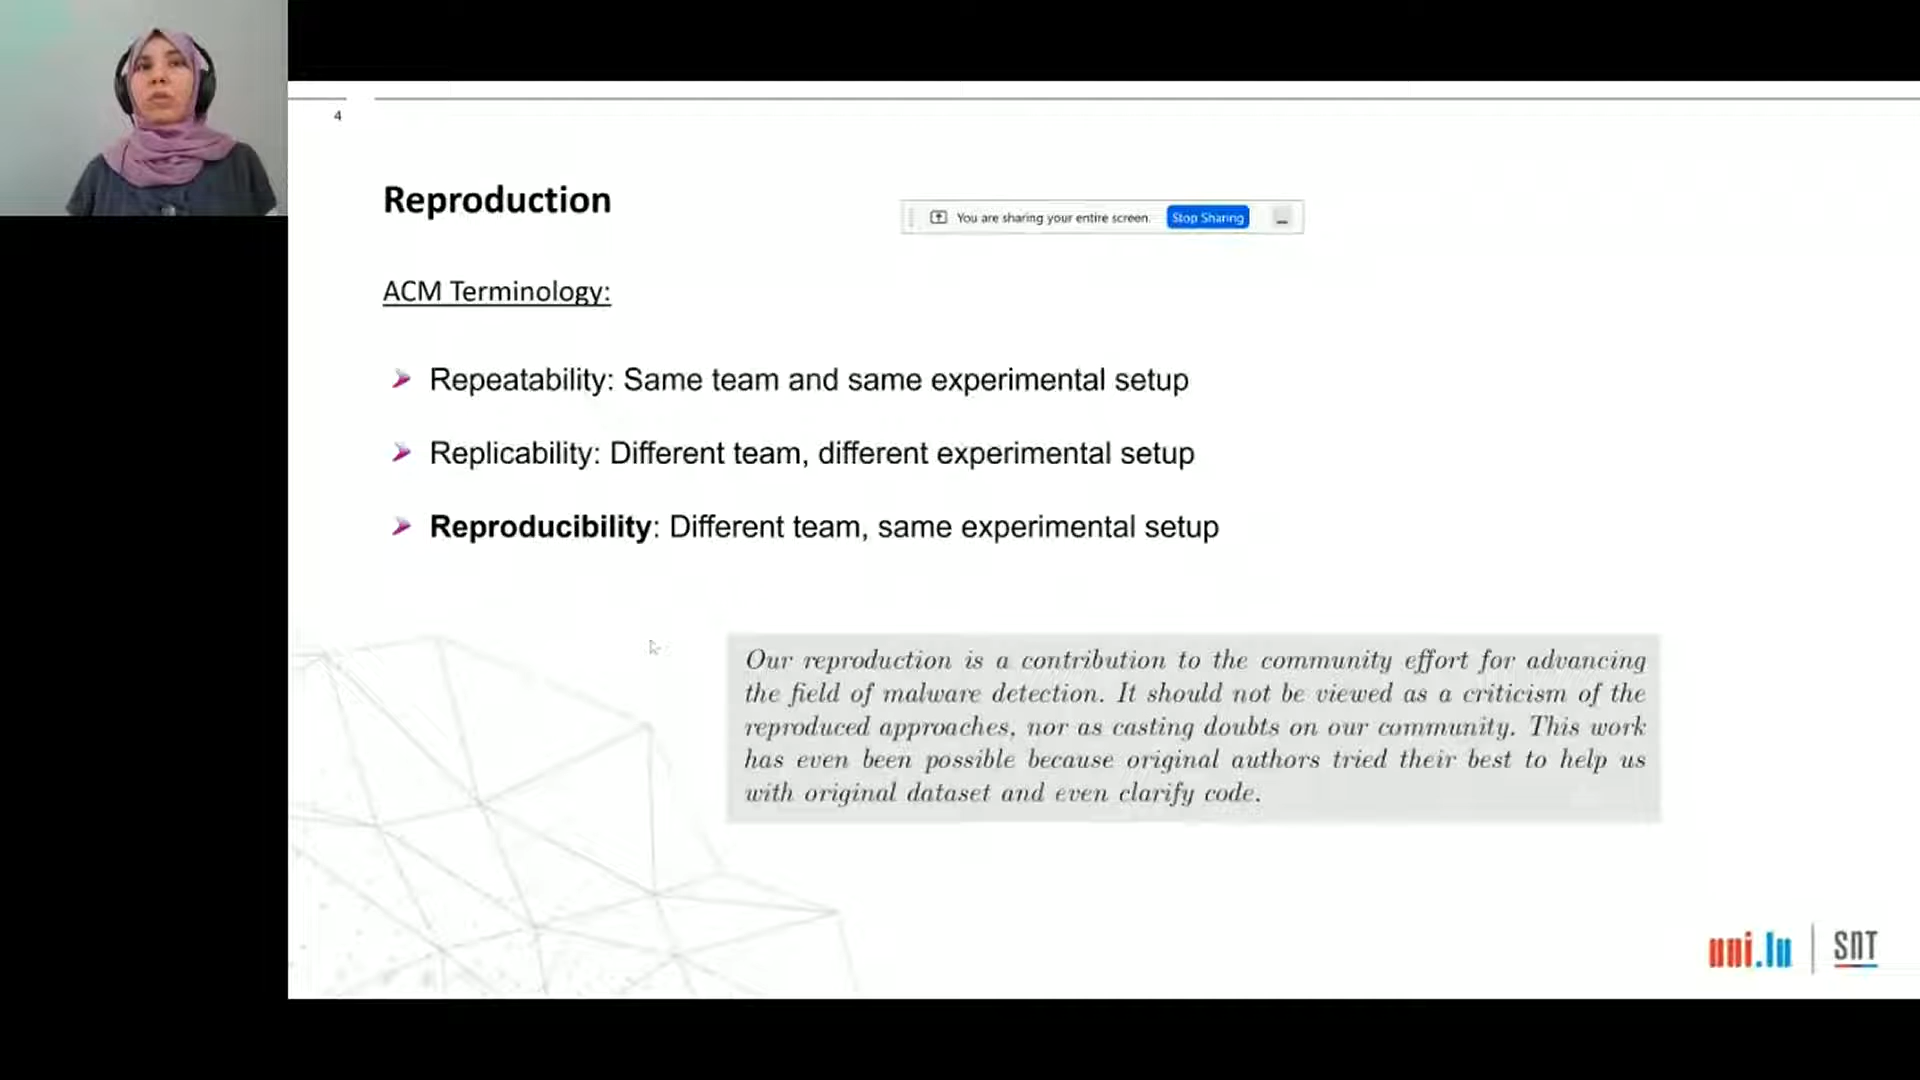 4
Reproduction
You are sharing your entire screen. Stop Sharing
ACM Terminology:
Repeatability: Same team and same experimental setup
Replicability: Different team, different experimental setup
Reproducibility: Different team, same experimental setup
Our reproduction is a contribution to the community effort for advancing
the field of malware detection. It should not be viewed as a criticism of the
reproduced approaches, nor as casting doubts on our community. This work
has even been possible because original authors tried their best to help us
with original dataset and even clarify code.
uni.lu SNT